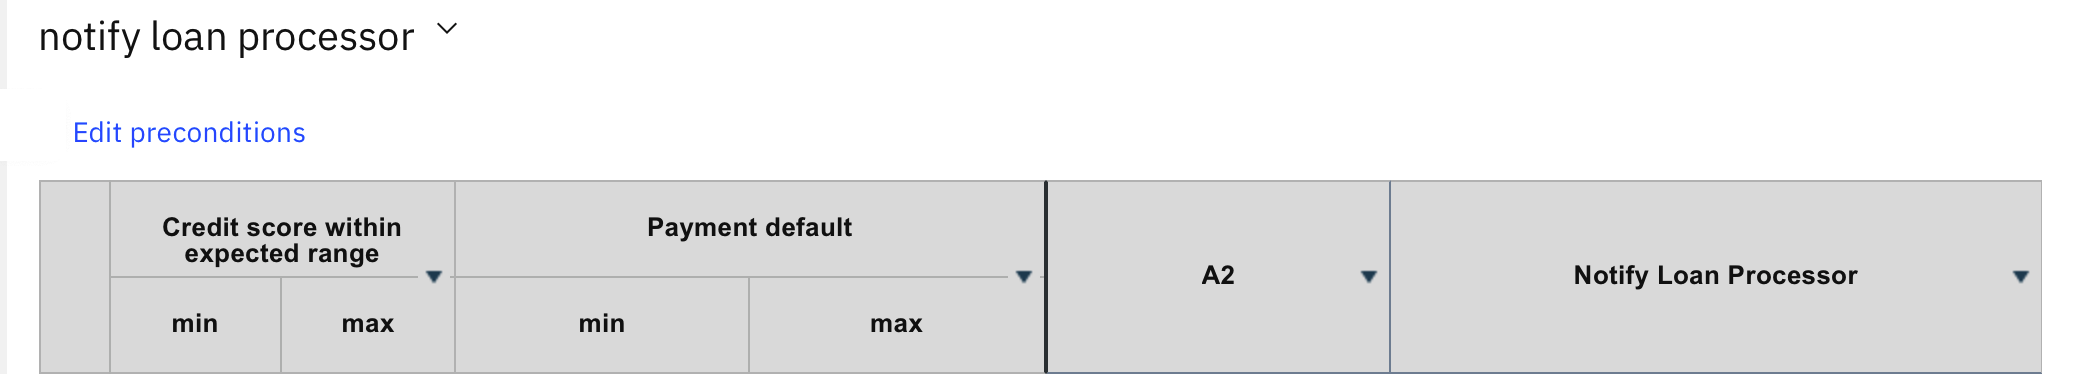 notify loan processor
Edit preconditions
Credit score within
expected range
Payment default
A2
Notify Loan Processor
min
max
min
max